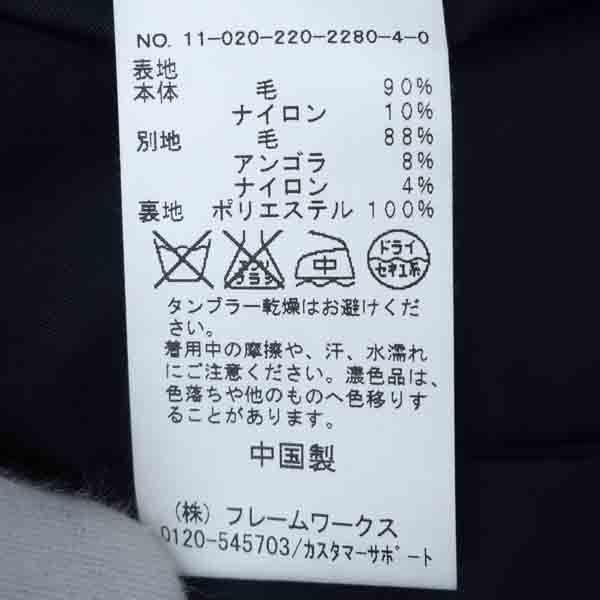 NO. 11-020-220-2280-4-0
表地
本体 毛 90%
ナイロン 10%
別地 毛 88%
アンゴラ 8%
ナイロン 4%
裏地 ポリエステル 100%
エンソサラシ 中 ドライ
セキユ系
タンブラー乾燥はお避けくだ
さい。
着用中の摩擦や、汗、水濡れ
にご注意ください。濃色品は、
色落ちや他のものへ色移りす
ることがあります。
中国製
(株) フレームワークス
0120-545703/カスタマーサポート